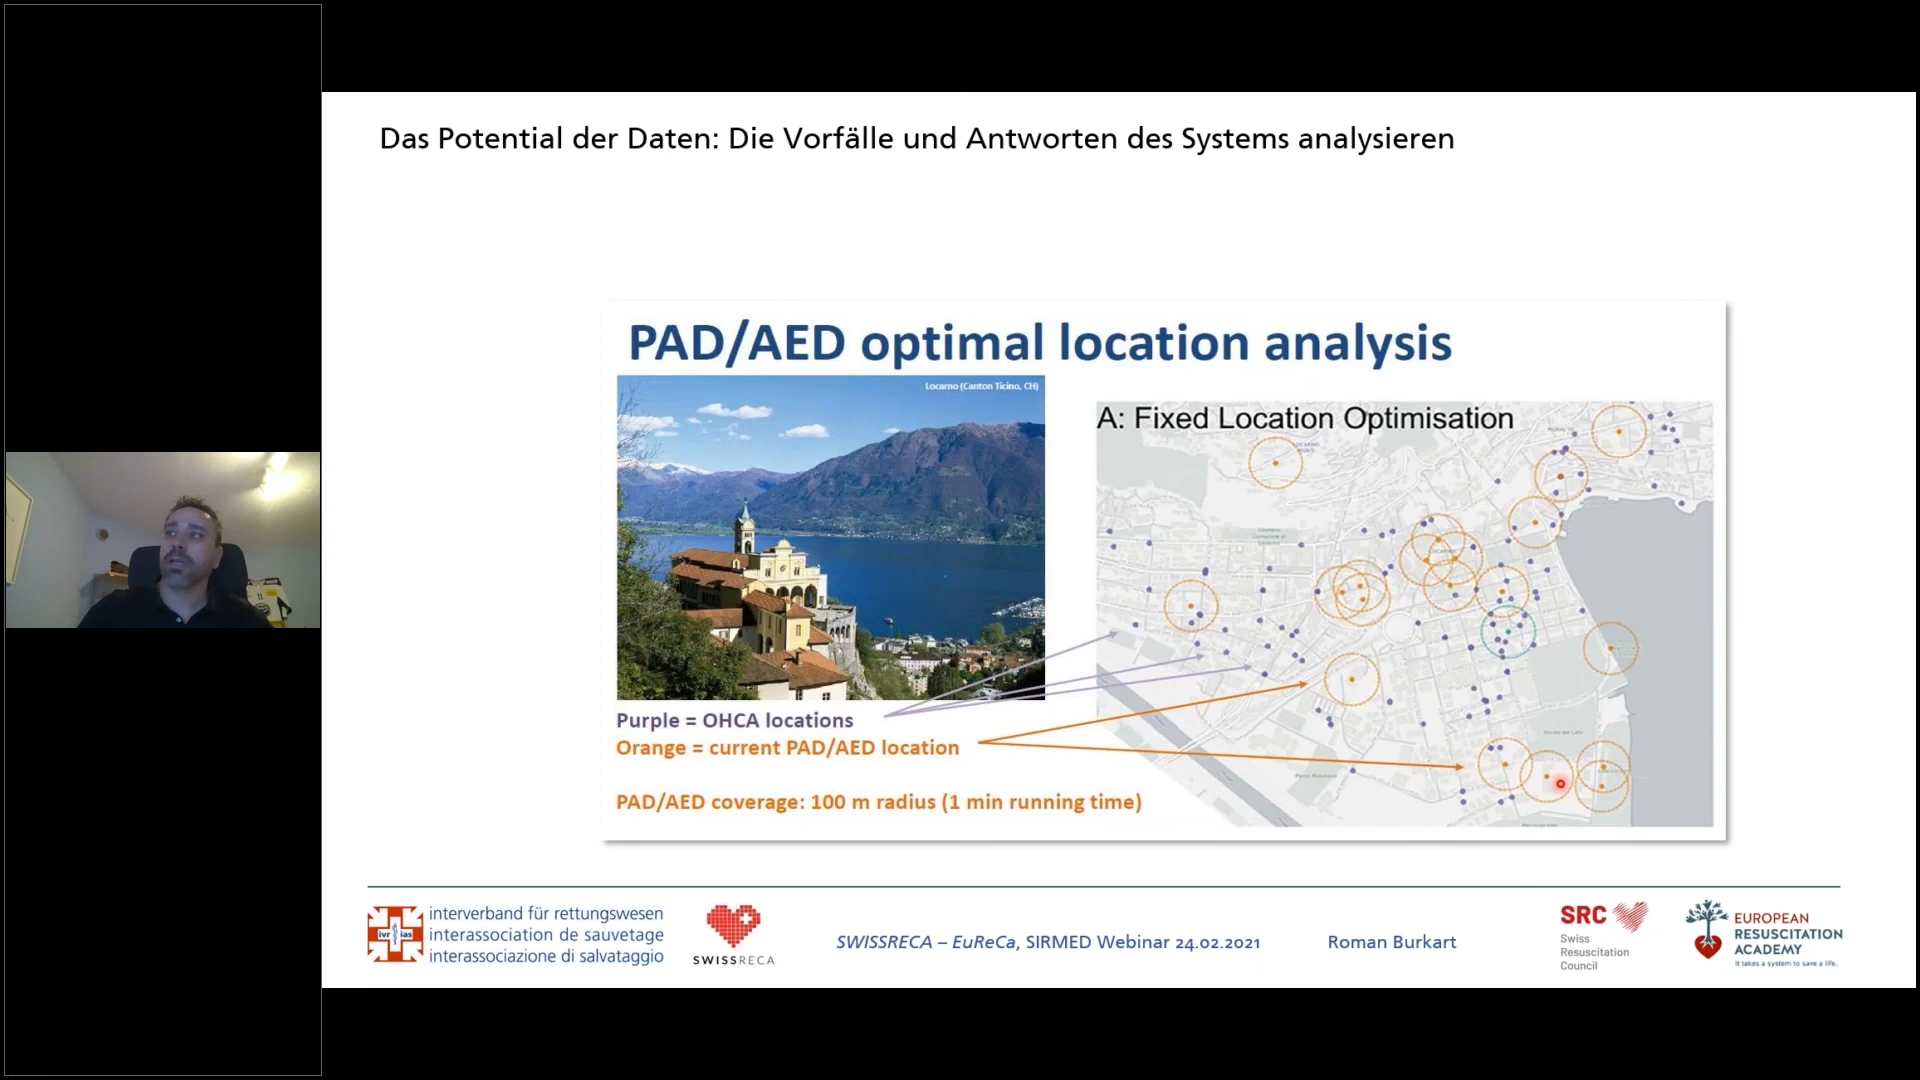 Das Potential der Daten: Die Vorfälle und Antworten des Systems analysieren
PAD/AED optimal location analysis
Locarno (Canton Ticino, CH)
A: Fixed Location Optimisation
Purple = OHCA locations
Orange = current PAD/AED location
PAD/AED coverage: 100 m radius (1 min running time)
ivr ias
interverband für rettungswesen
interassociation de sauvetage
interassociazione di salvataggio
SWISSRECA
SWISSRECA – EuReCa, SIRMED Webinar 24.02.2021
Roman Burkart
SRC
Swiss
Resuscitation
Council
EUROPEAN
RESUSCITATION
ACADEMY
It takes a system to save a life.